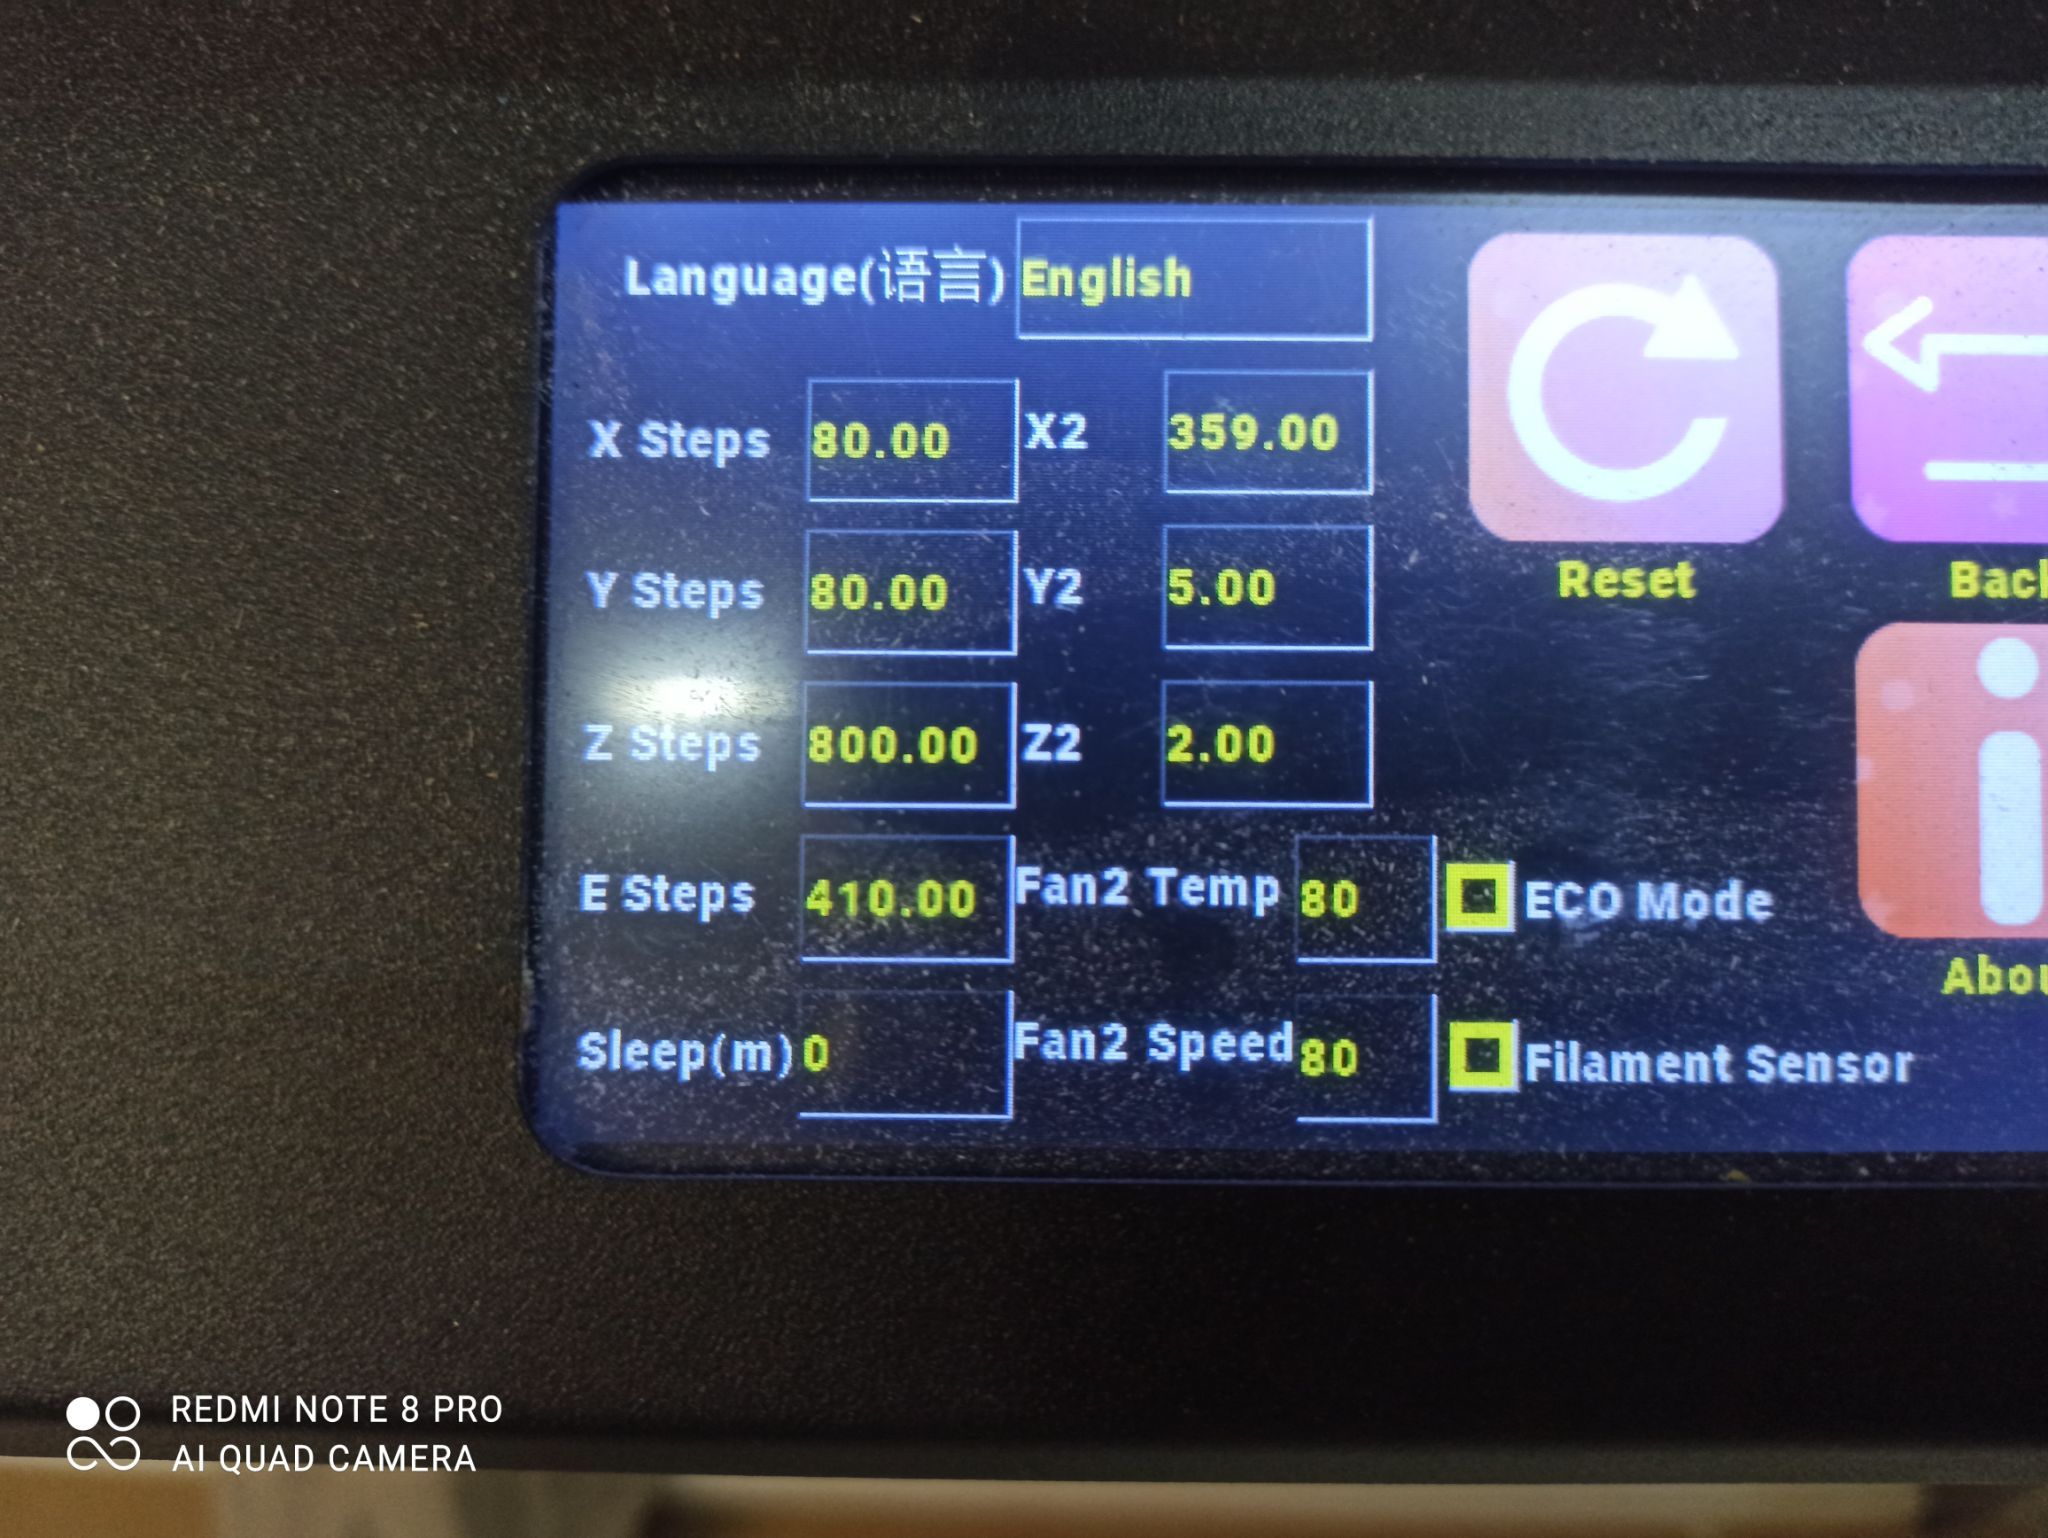 Language(语言) English
X Steps 80.00 X2 359.00
Y Steps 80.00 Y2 5.00
Reset
Z Steps 800.00 Z2 2.00
E Steps 410.00 Fan2 Temp 80 ECO Mode
Sleep(m) 0 Fan2 Speed 80 Filament Sensor
REDMI NOTE 8 PRO
AI QUAD CAMERA